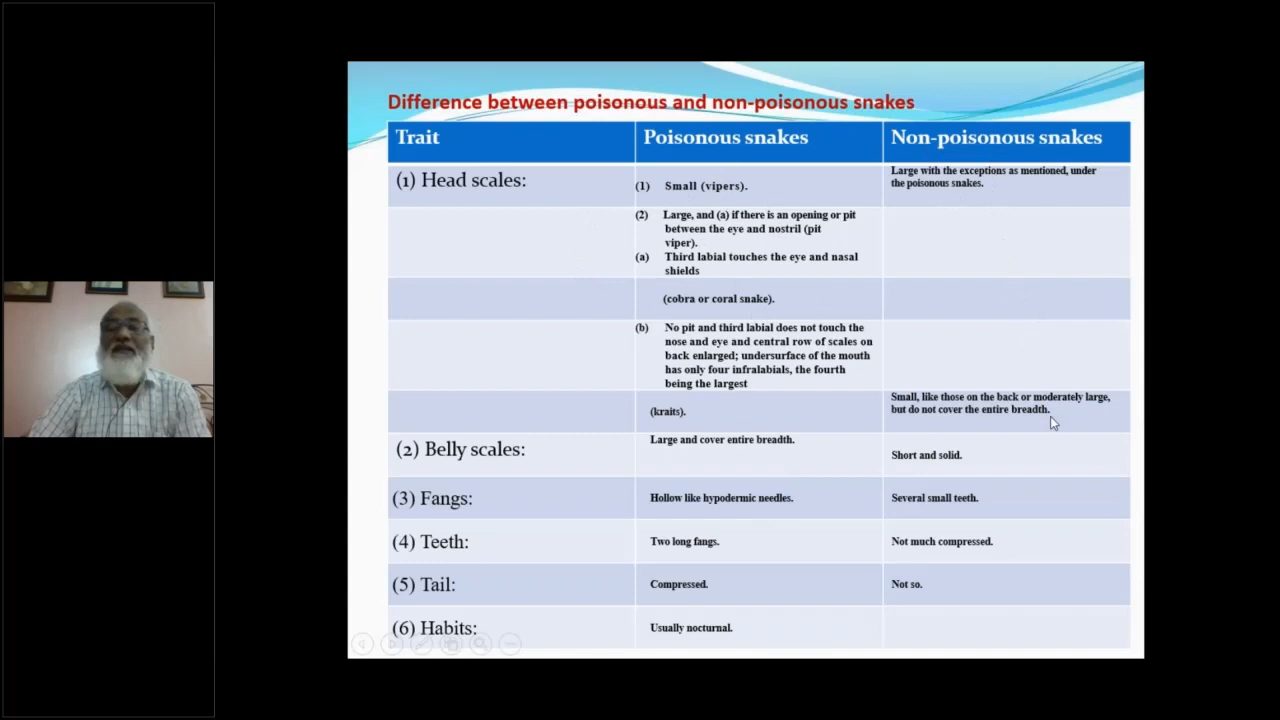 Difference between poisonous and non-poisonous snakes
Trait
Poisonous snakes
Non-poisonous snakes
(1) Head scales:
(1) Small (vipers).
Large with the exceptions as mentioned, under
the poisonous snakes.
(2) Large, and (a) if there is an opening or pit
between the eye and nostril (pit
viper).
(a) Third labial touches the eye and nasal
shields
(cobra or coral snake).
(b) No pit and third labial does not touch the
nose and eye and central row of scales on
back enlarged; undersurface of the mouth
has only four infralabials, the fourth
being the largest
(kraits).
Small, like those on the back or moderately large,
but do not cover the entire breadth.
(2) Belly scales:
Large and cover entire breadth.
Short and solid.
(3) Fangs:
Hollow like hypodermic needles.
Several small teeth.
(4) Teeth:
Two long fangs.
Not much compressed.
(5) Tail:
Compressed.
Not so.
(6) Habits:
Usually nocturnal.